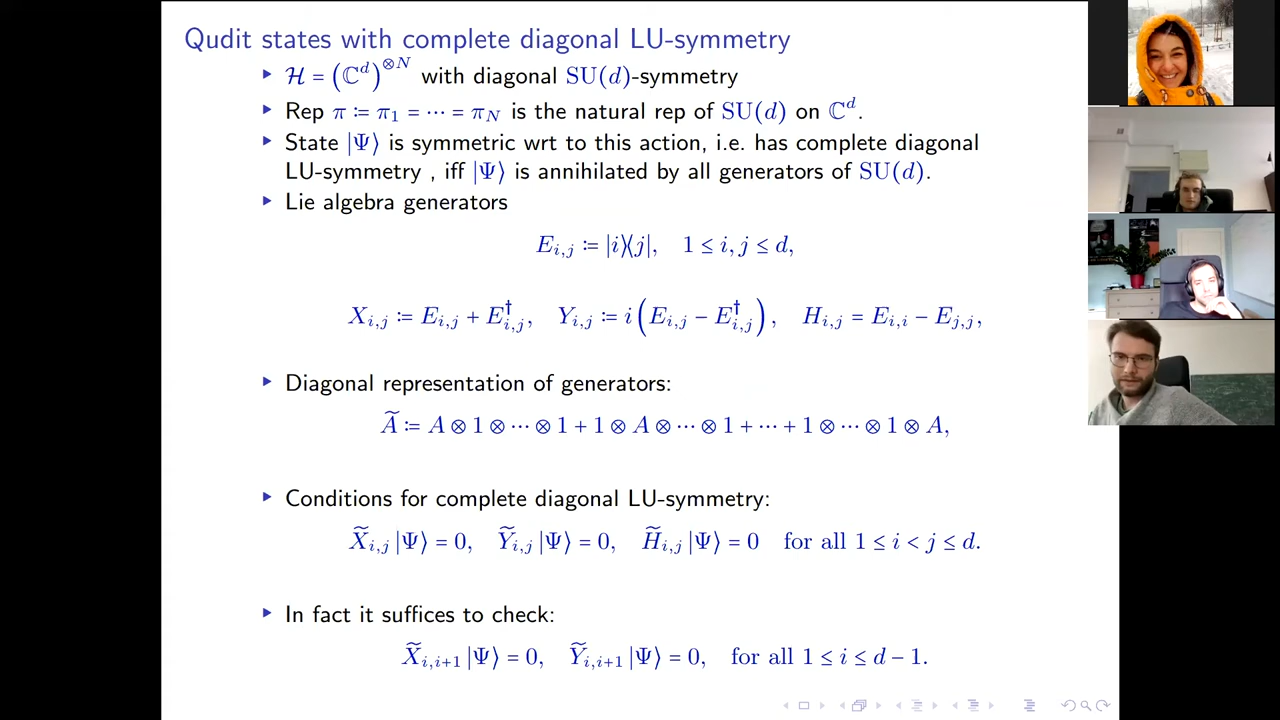 Qudit states with complete diagonal LU-symmetry
▸ ℋ = (ℂ^d)^{⊗N} with diagonal SU(d)-symmetry
▸ Rep π ≔ π_1 = ⋯ = π_N is the natural rep of SU(d) on ℂ^d.
▸ State |Ψ⟩ is symmetric wrt to this action, i.e. has complete diagonal
LU-symmetry , iff |Ψ⟩ is annihilated by all generators of SU(d).
▸ Lie algebra generators
E_{i,j} ≔ |i⟩⟨j|, 1 ≤ i, j ≤ d,
X_{i,j} ≔ E_{i,j} + E_{i,j}^†, Y_{i,j} ≔ i(E_{i,j} − E_{i,j}^†), H_{i,j} = E_{i,i} − E_{j,j},
▸ Diagonal representation of generators:
Ã ≔ A ⊗ 1 ⊗ ⋯ ⊗ 1 + 1 ⊗ A ⊗ ⋯ ⊗ 1 + ⋯ + 1 ⊗ ⋯ ⊗ 1 ⊗ A,
▸ Conditions for complete diagonal LU-symmetry:
X̃_{i,j} |Ψ⟩ = 0, Ỹ_{i,j} |Ψ⟩ = 0, H̃_{i,j} |Ψ⟩ = 0 for all 1 ≤ i < j ≤ d.
▸ In fact it suffices to check:
X̃_{i,i+1} |Ψ⟩ = 0, Ỹ_{i,i+1} |Ψ⟩ = 0, for all 1 ≤ i ≤ d − 1.